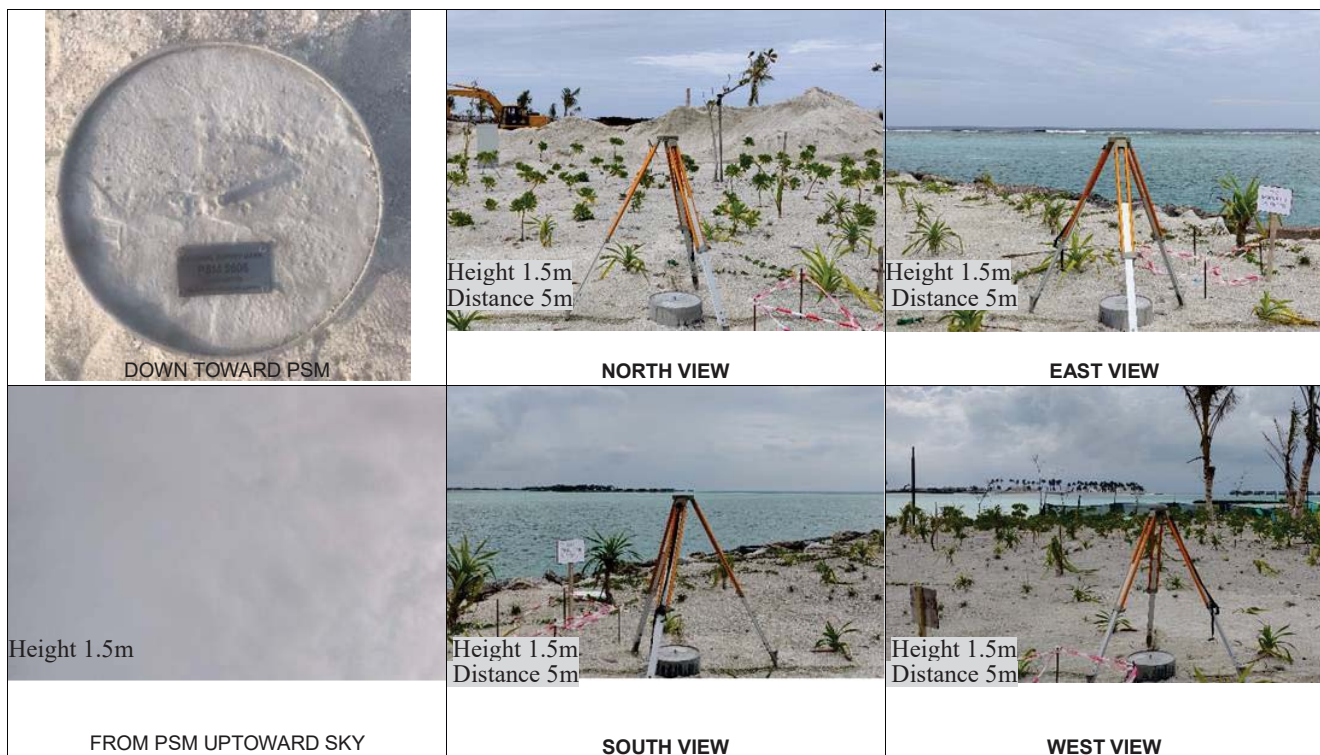 PSM
DOWN TOWARD PSM
Height 1.5m
Distance 5m
NORTH VIEW
Height 1.5m
Distance 5m
EAST VIEW
Height 1.5m
FROM PSM UPTOWARD SKY
Height 1.5m
Distance 5m
SOUTH VIEW
Height 1.5m
Distance 5m
WEST VIEW